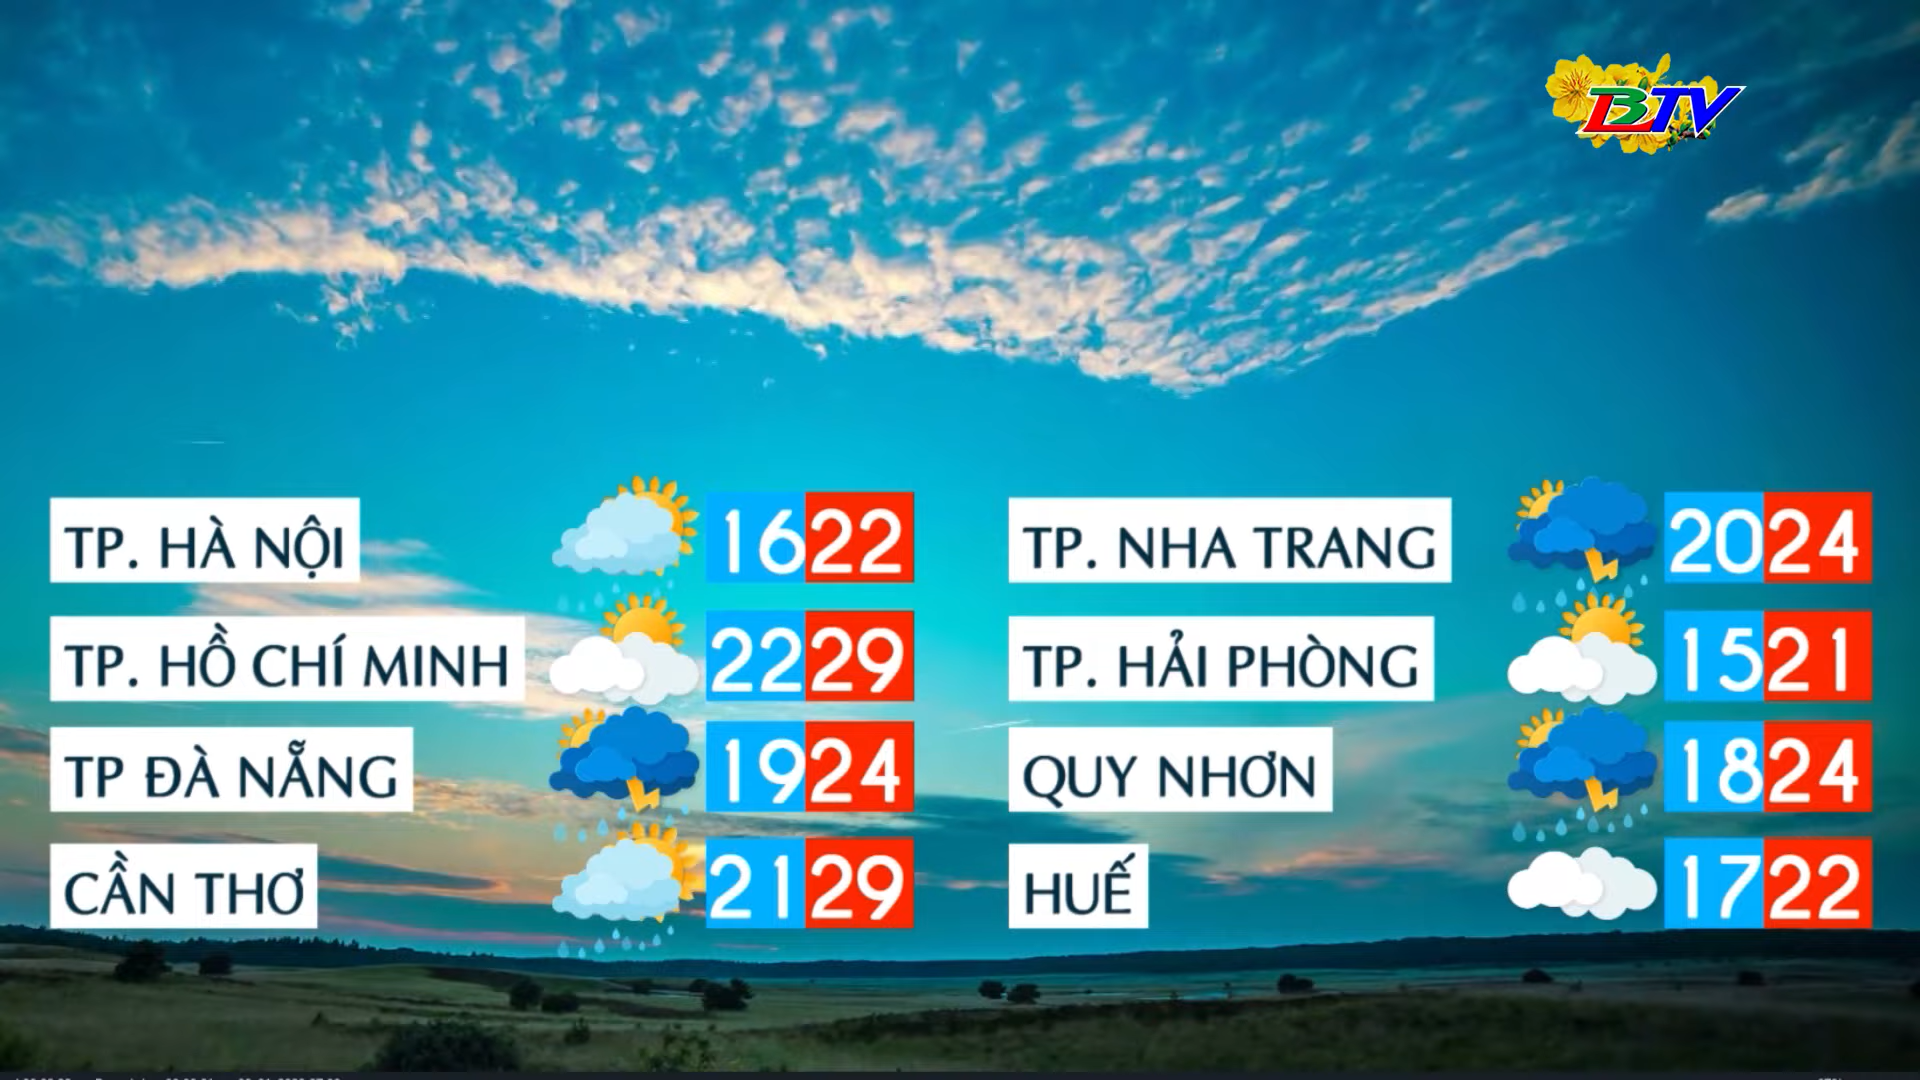 BTV
TP. HÀ NỘI 16 22
TP. HỒ CHÍ MINH 22 29
TP ĐÀ NẴNG 19 24
CẦN THƠ 21 29
TP. NHA TRANG 20 24
TP. HẢI PHÒNG 15 21
QUY NHƠN 18 24
HUẾ 17 22